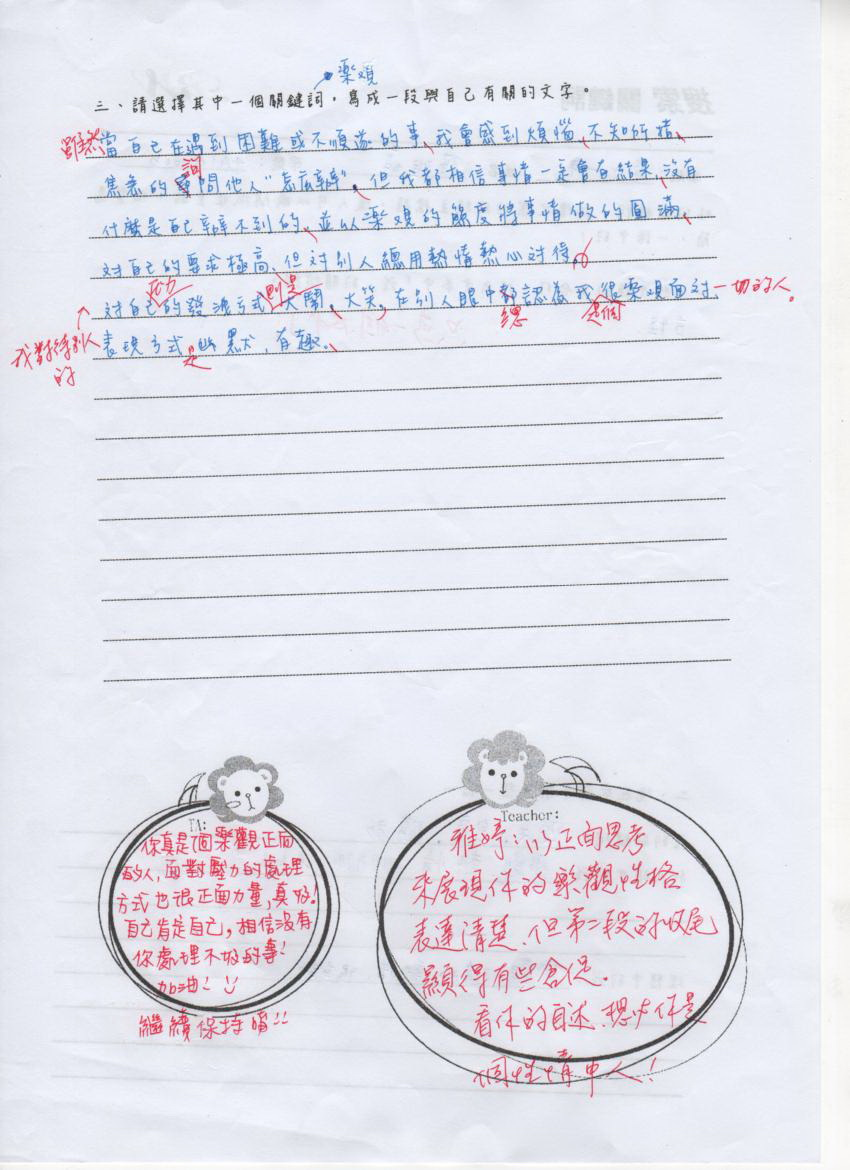 樂觀
三、請選擇其中一個關鍵詞，寫成一段與自己有關的文字。
雖然當自己在遇到困難或不順遂的事、我會感到煩惱、不知所措、
詢
焦急的問他人"怎麼辦"、但我都相信事情一定會有結果、沒有
什麼是自己辦不到的、並以樂觀的態度將事情做的圓滿、
對自己的要求極高、但對別人總用熱情熱心對待。
壓力 則是
對自己的發洩方式大鬧、大笑，在別人眼中都認為我很樂觀面對一切的人。
總 是個
我對待別人的
表現方式是幽默、有趣、
TA:
你真是個樂觀正向
的人，面對壓力的處理
方式也很正面力量，真好！
自己肯定自己，相信沒有
你處理不好的事！
加油！
繼續保持唷!!
Teacher:
雅婷：以正向思考
來展現你的樂觀性格
表達清楚、但第二段的收尾
顯得有些倉促．
看你的自述、想必你是
個性情中人！